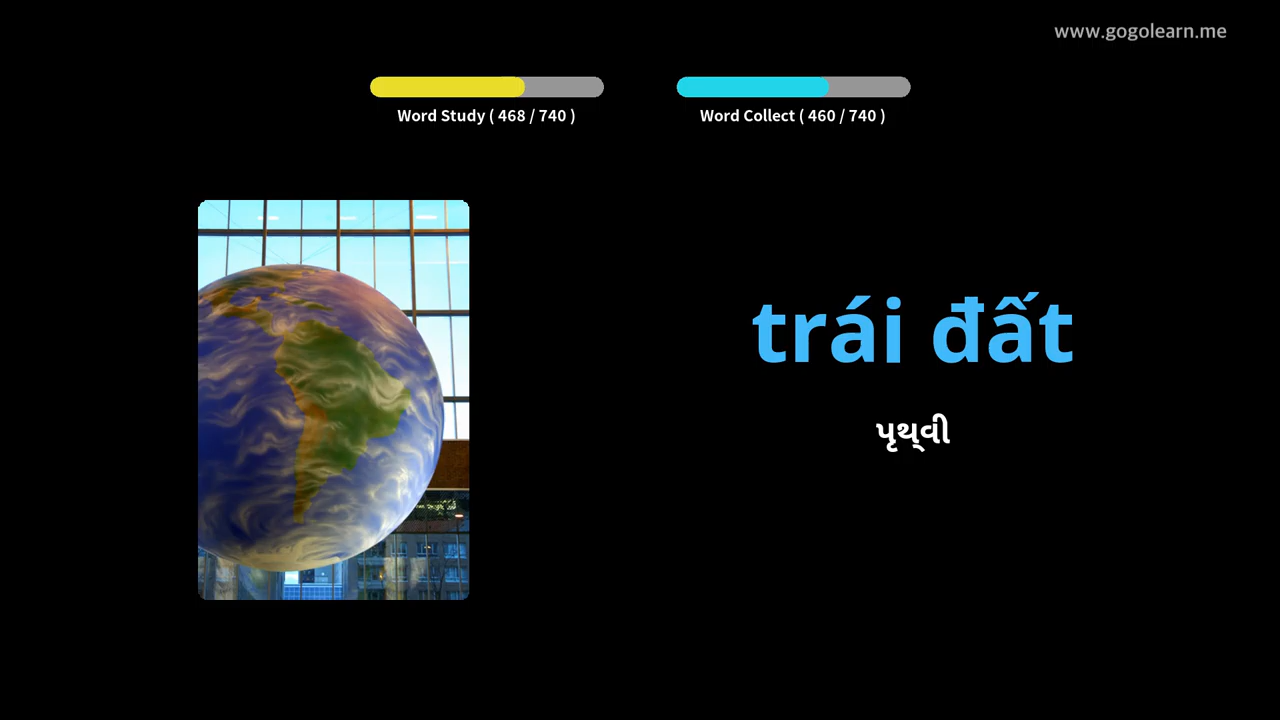 www.gogolearn.me
Word Study ( 468 / 740 )
Word Collect ( 460 / 740 )
trái đất
પૃથ્વી